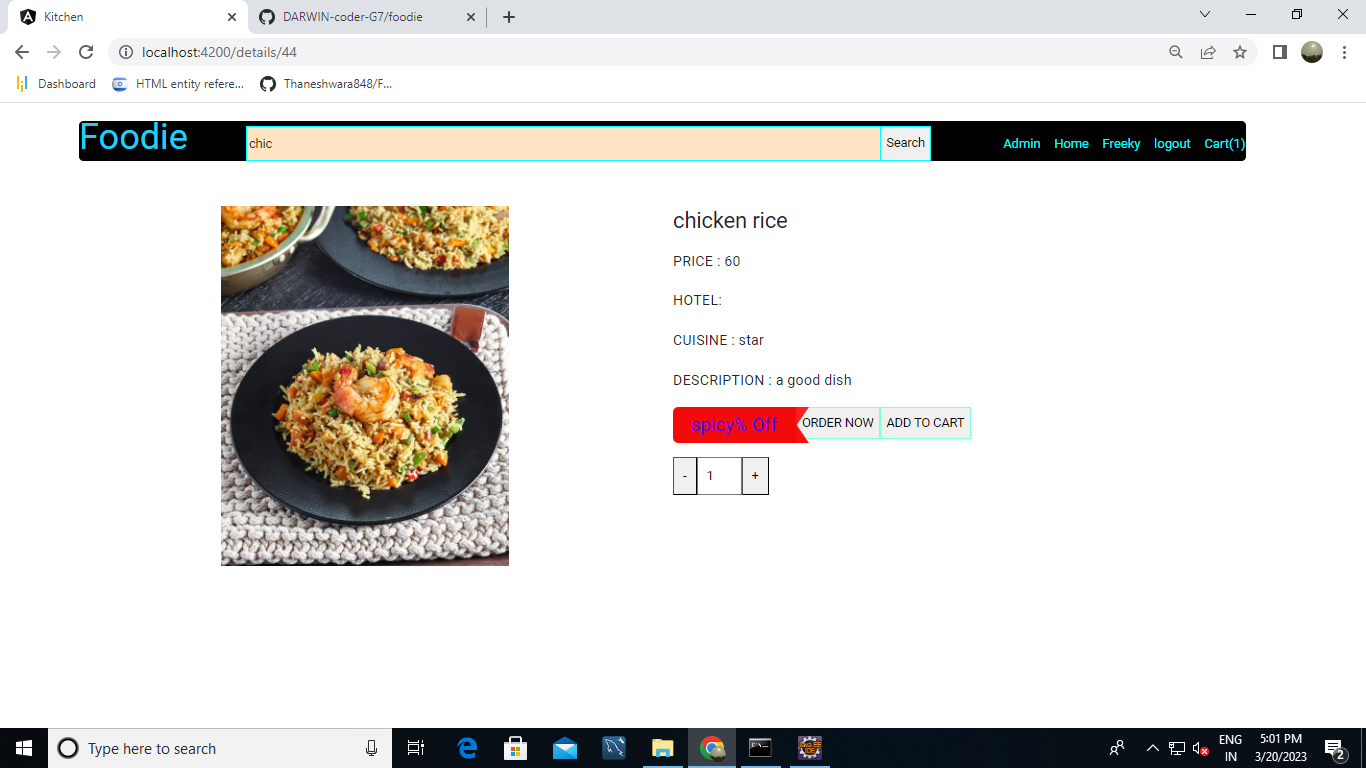 Kitchen
DARWIN-coder-G7/foodie
localhost:4200/details/44
Dashboard
HTML entity refere...
Thaneshwara848/F...
Foodie
chic
Search
Admin
Home
Freeky
logout
Cart(1)
chicken rice
PRICE : 60
HOTEL:
CUISINE : star
DESCRIPTION : a good dish
spicy% Off
ORDER NOW
ADD TO CART
-
1
+
Type here to search
ENG
IN
5:01 PM
3/20/2023
2